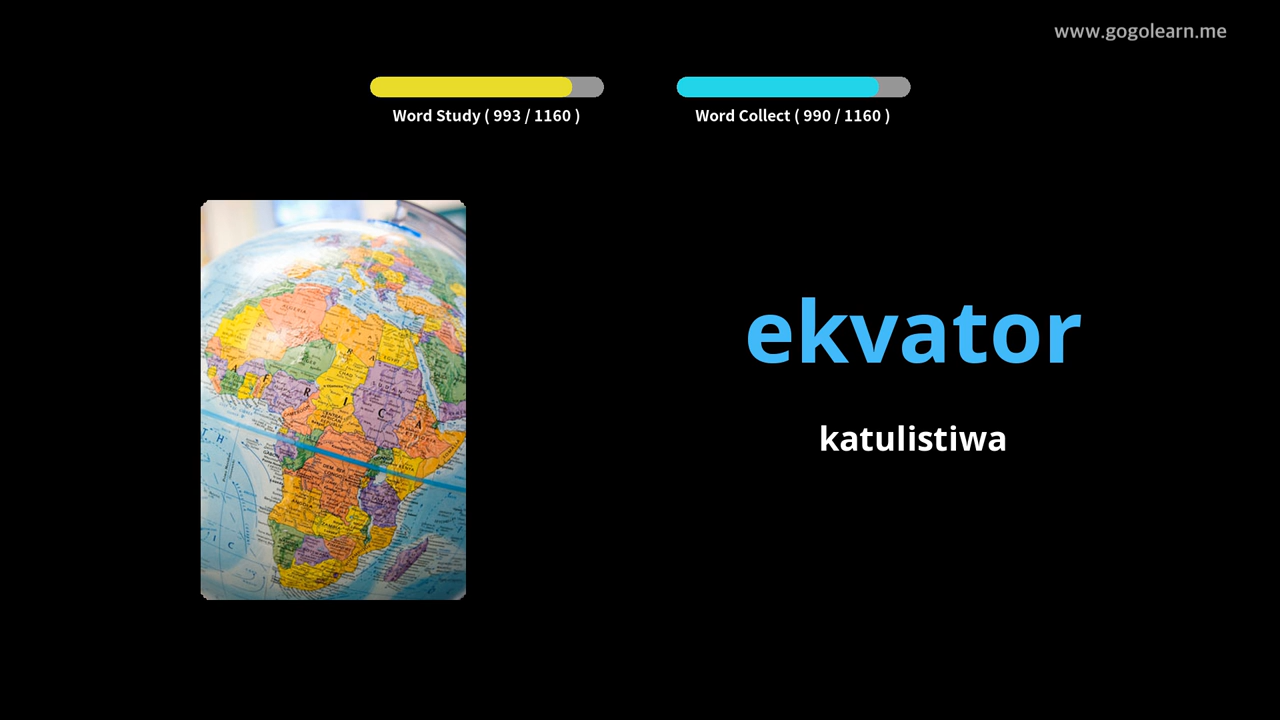 www.gogolearn.me
Word Study ( 993 / 1160 )
Word Collect ( 990 / 1160 )
ekvator
katulistiwa
A F R I C A